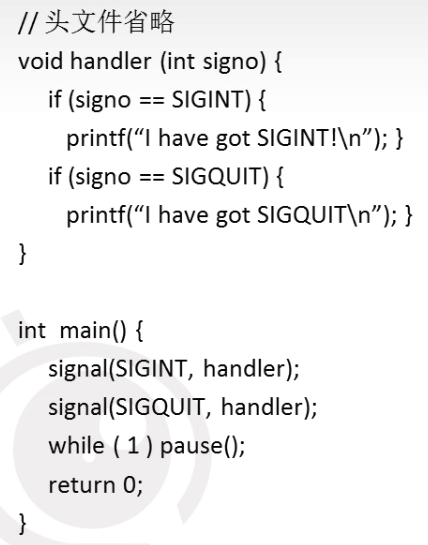 // 头文件省略
void handler (int signo) {
if (signo == SIGINT) {
printf(“I have got SIGINT!\n”); }
if (signo == SIGQUIT) {
printf(“I have got SIGQUIT\n”); }
}
int main() {
signal(SIGINT, handler);
signal(SIGQUIT, handler);
while ( 1 ) pause();
return 0;
}